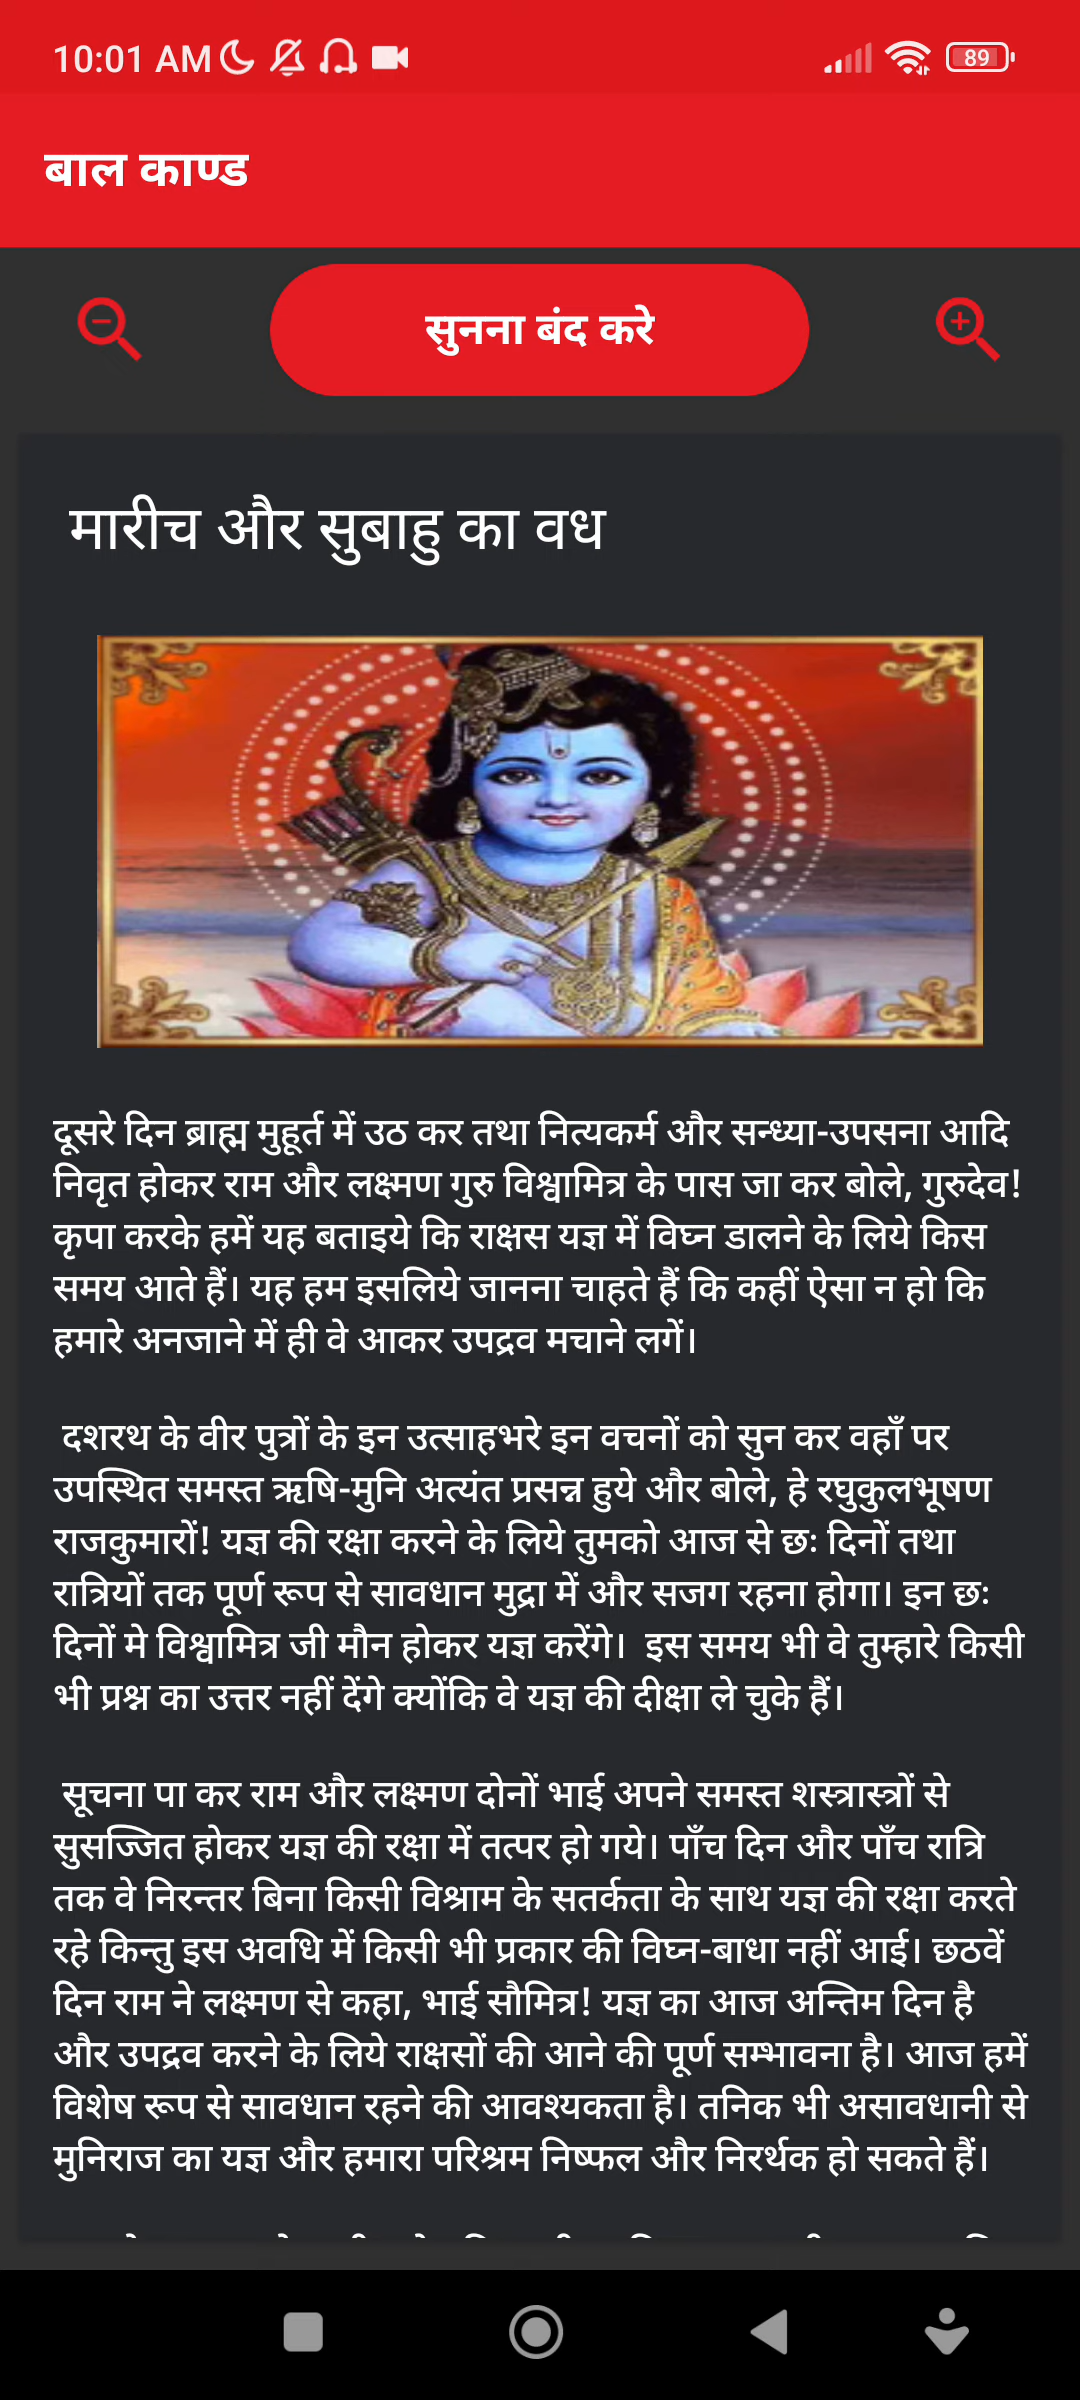 10:01 AM
89
बाल काण्ड
सुनना बंद करे
मारीच और सुबाहु का वध
दूसरे दिन ब्राह्म मुहूर्त में उठ कर तथा नित्यकर्म और सन्ध्या-उपसना आदि
निवृत होकर राम और लक्ष्मण गुरु विश्वामित्र के पास जा कर बोले, गुरुदेव!
कृपा करके हमें यह बताइये कि राक्षस यज्ञ में विघ्न डालने के लिये किस
समय आते हैं। यह हम इसलिये जानना चाहते हैं कि कहीं ऐसा न हो कि
हमारे अनजाने में ही वे आकर उपद्रव मचाने लगें।
दशरथ के वीर पुत्रों के इन उत्साहभरे इन वचनों को सुन कर वहाँ पर
उपस्थित समस्त ऋषि-मुनि अत्यंत प्रसन्न हुये और बोले, हे रघुकुलभूषण
राजकुमारों! यज्ञ की रक्षा करने के लिये तुमको आज से छः दिनों तथा
रात्रियों तक पूर्ण रूप से सावधान मुद्रा में और सजग रहना होगा। इन छः
दिनों मे विश्वामित्र जी मौन होकर यज्ञ करेंगे।  इस समय भी वे तुम्हारे किसी
भी प्रश्न का उत्तर नहीं देंगे क्योंकि वे यज्ञ की दीक्षा ले चुके हैं।
सूचना पा कर राम और लक्ष्मण दोनों भाई अपने समस्त शस्त्रास्त्रों से
सुसज्जित होकर यज्ञ की रक्षा में तत्पर हो गये। पाँच दिन और पाँच रात्रि
तक वे निरन्तर बिना किसी विश्राम के सतर्कता के साथ यज्ञ की रक्षा करते
रहे किन्तु इस अवधि में किसी भी प्रकार की विघ्न-बाधा नहीं आई। छठवें
दिन राम ने लक्ष्मण से कहा, भाई सौमित्र! यज्ञ का आज अन्तिम दिन है
और उपद्रव करने के लिये राक्षसों की आने की पूर्ण सम्भावना है। आज हमें
विशेष रूप से सावधान रहने की आवश्यकता है। तनिक भी असावधानी से
मुनिराज का यज्ञ और हमारा परिश्रम निष्फल और निरर्थक हो सकते हैं।